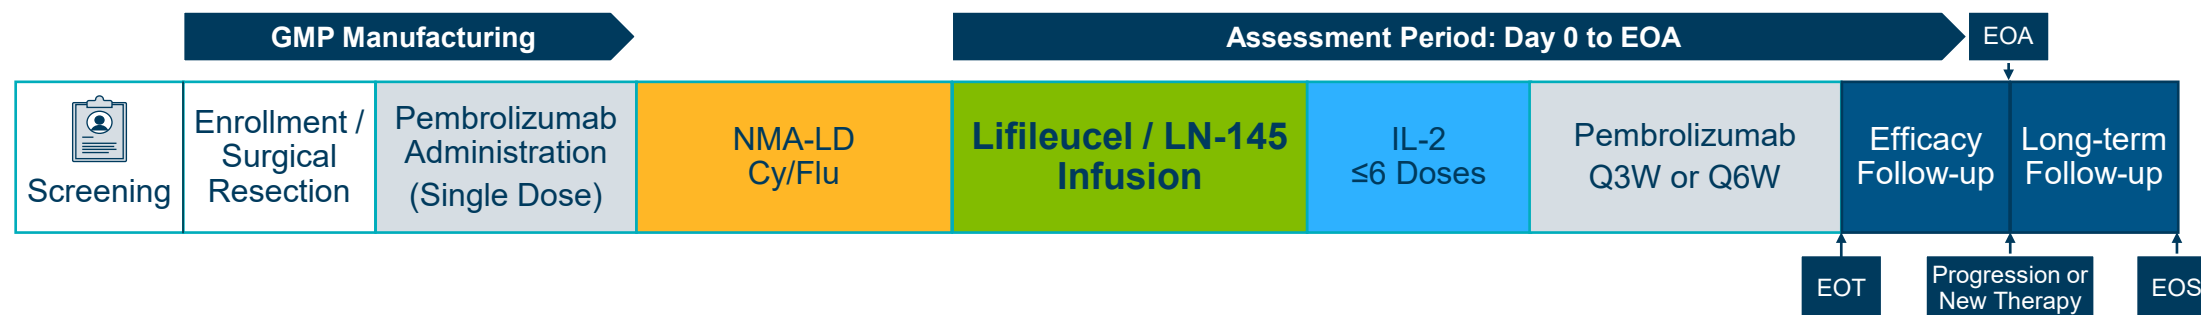 GMP Manufacturing
Assessment Period: Day 0 to EOA
EOA
Screening
Enrollment /
Surgical
Resection
Pembrolizumab
Administration
(Single Dose)
NMA-LD
Cy/Flu
Lifileucel / LN-145
Infusion
IL-2
≤6 Doses
Pembrolizumab
Q3W or Q6W
Efficacy
Follow-up
Long-term
Follow-up
EOT
Progression or
New Therapy
EOS